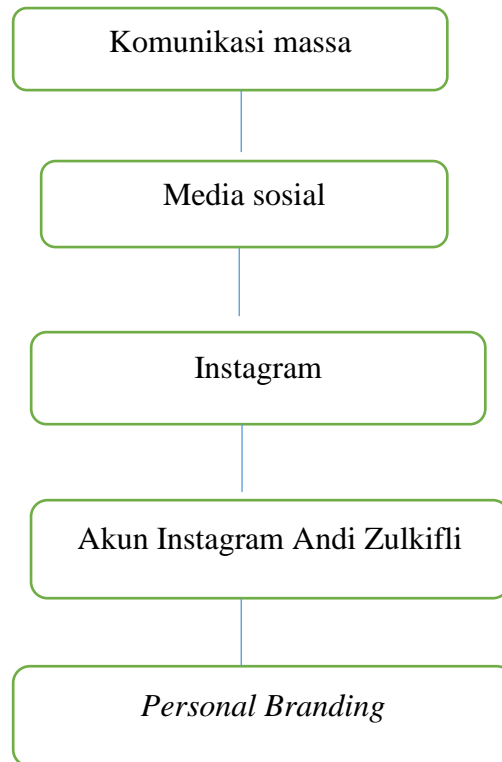 Komunikasi massa
Media sosial
Instagram
Akun Instagram Andi Zulkifli
Personal Branding